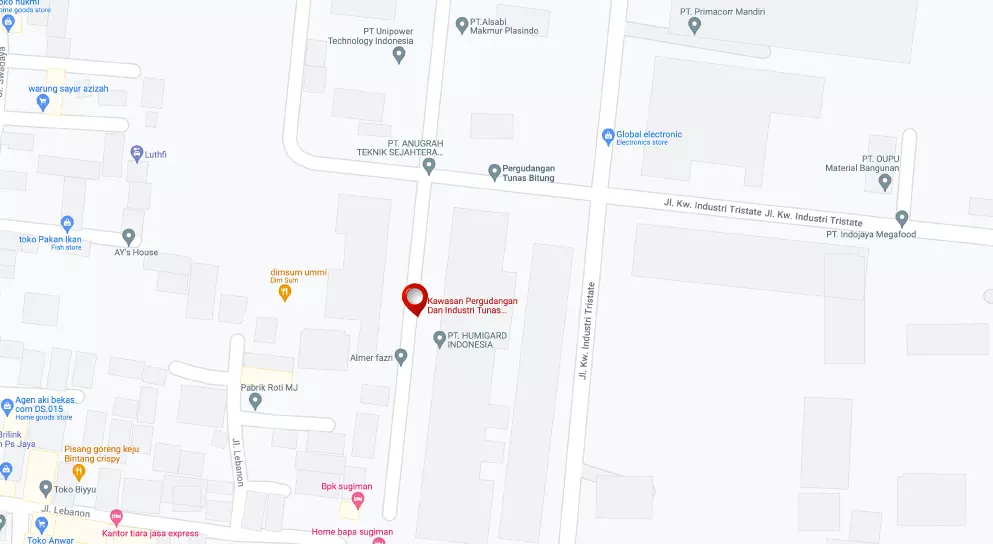 toko hukmi
Home goods store
PT.Alsabi
Makmur Plasindo
PT. Primacorr Mandiri
PT Unipower
Technology Indonesia
Jl. Swadaya
warung sayur azizah
Luthfi
PT. ANUGRAH
TEKNIK SEJAHTERA...
Global electronic
Electronics store
Pergudangan
Tunas Bitung
PT. OUPU
Material Bangunan
Jl. Kw. Industri Tristate Jl. Kw. Industri Tristate
PT. Indojaya Megafood
toko Pakan Ikan
Fish store
AY's House
dimsum ummi
Dim Sum
Kawasan Pergudangan
Dan Industri Tunas...
PT. HUMIGARD
INDONESIA
Almer fazri
Jl. Kw. Industri Tristate
Pabrik Roti MJ
Agen aki bekas.
com DS.015
Home goods store
Brilink
Ps Jaya
Pisang goreng keju
Bintang crispy
Jl. Lebanon
Toko Biyyu
Bpk sugiman
Jl. Lebanon
Kantor tiara jasa express
Home bapa sugiman
Toko Anwar